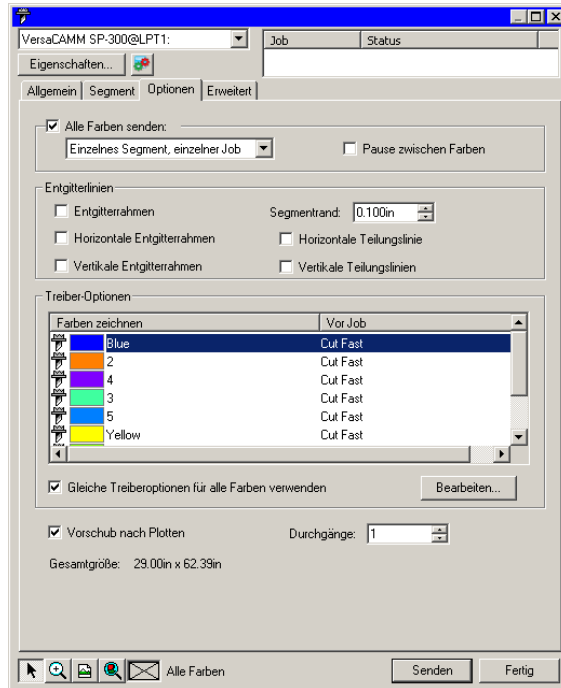 VersaCAMM SP-300@LPT1:
Job Status
Eigenschaften...
Allgemein Segment Optionen Erweitert
Alle Farben senden:
Einzelnes Segment, einzelner Job Pause zwischen Farben
Entgitterlinien
Entgitterrahmen Segmentrand: 0.100in
Horizontale Entgitterrahmen Horizontale Teilungslinie
Vertikale Entgitterrahmen Vertikale Teilungslinien
Treiber-Optionen
Farben zeichnen Vor Job
Blue Cut Fast
2 Cut Fast
4 Cut Fast
3 Cut Fast
5 Cut Fast
Yellow Cut Fast
Gleiche Treiberoptionen für alle Farben verwenden Bearbeiten...
Vorschub nach Plotten Durchgänge: 1
Gesamtgröße: 29.00in x 62.39in
Alle Farben Senden Fertig